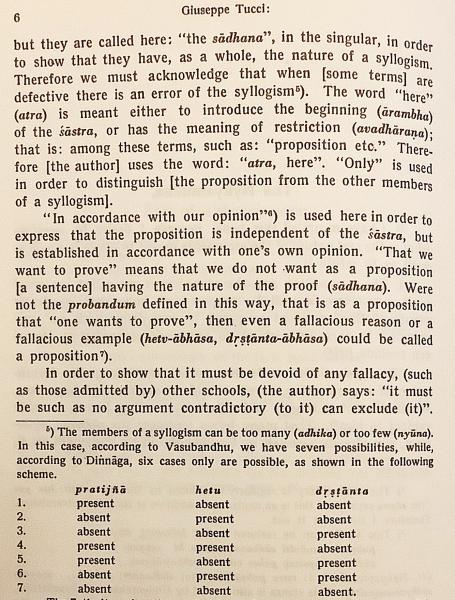 6
Giuseppe Tucci:
but they are called here: “the sādhana”, in the singular, in order
to show that they have, as a whole, the nature of a syllogism.
Therefore we must acknowledge that when [some terms] are
defective there is an error of the syllogism⁵). The word “here”
(atra) is meant either to introduce the beginning (ārambha)
of the śāstra, or has the meaning of restriction (avadhāraṇa);
that is: among these terms, such as: “proposition etc.” There-
fore [the author] uses the word: “atra, here”. “Only” is used
in order to distinguish [the proposition from the other members
of a syllogism].
“In accordance with our opinion”⁶) is used here in order to
express that the proposition is independent of the śāstra, but
is established in accordance with one’s own opinion. “That we
want to prove” means that we do not want as a proposition
[a sentence] having the nature of the proof (sādhana). Were
not the probandum defined in this way, that is as a proposition
that “one wants to prove”, then even a fallacious reason or a
fallacious example (hetv-ābhāsa, dṛṣṭānta-ābhāsa) could be called
a proposition⁷).
In order to show that it must be devoid of any fallacy, (such
as those admitted by) other schools, (the author) says: “it must
be such as no argument contradictory (to it) can exclude (it)”.
⁵) The members of a syllogism can be too many (adhika) or too few (nyūna).
In this case, according to Vasubandhu, we have seven possibilities, while,
according to Diṅnāga, six cases only are possible, as shown in the following
scheme.
pratijñā hetu dṛṣṭānta
1. present absent absent
2. absent present absent
3. absent absent present
4. present present absent
5. present absent present
6. absent present present
7. absent absent absent.